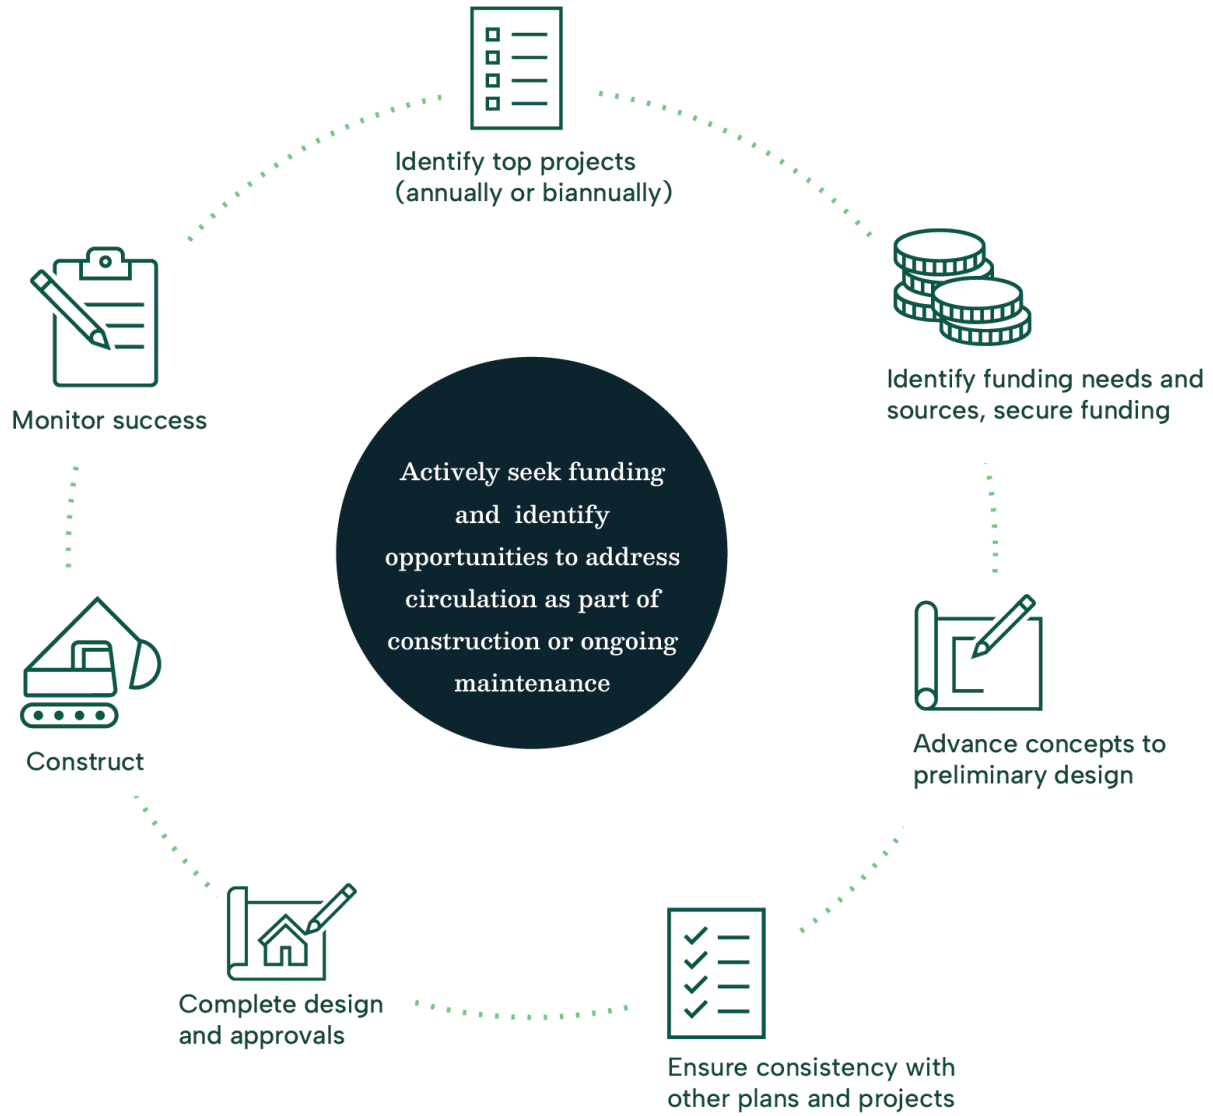 Identify top projects
(annually or biannually)
Identify funding needs and
sources, secure funding
Advance concepts to
preliminary design
Ensure consistency with
other plans and projects
Complete design
and approvals
Construct
Monitor success
Actively seek funding
and identify
opportunities to address
circulation as part of
construction or ongoing
maintenance